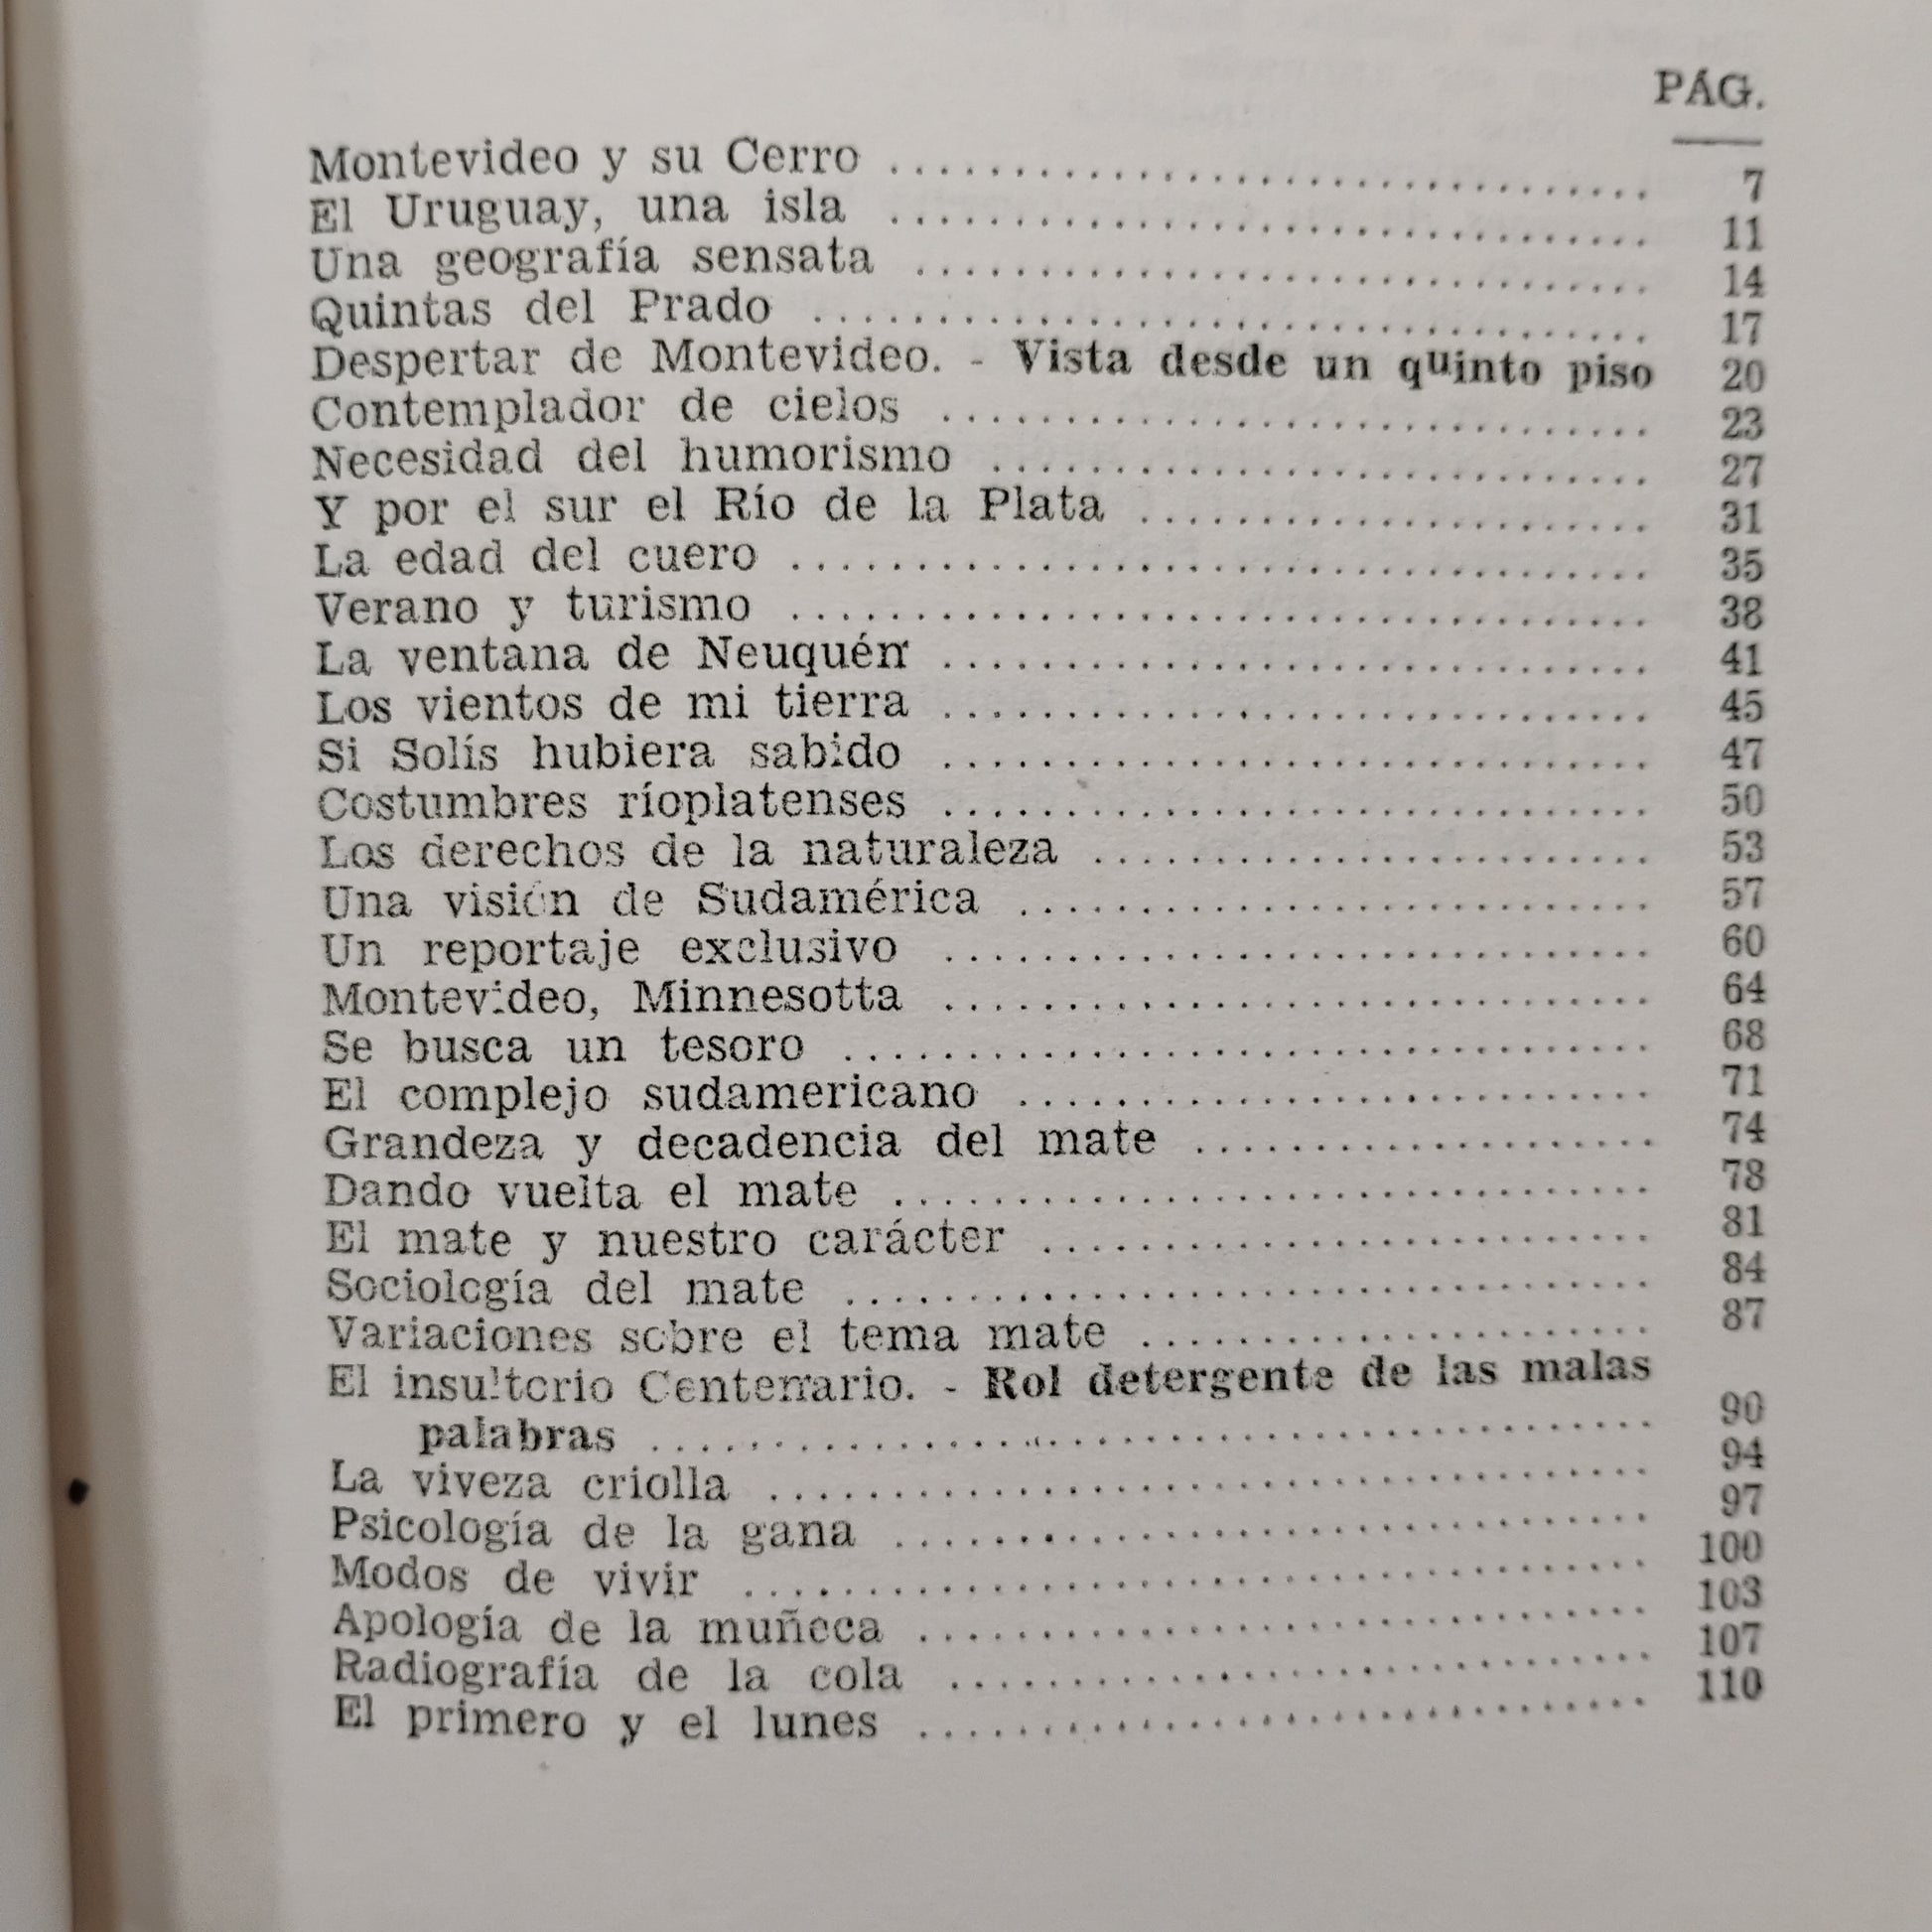 PÁG.
Montevideo y su Cerro ............................... 7
El Uruguay, una isla ............................... 11
Una geografía sensata .............................. 14
Quintas del Prado .................................. 17
Despertar de Montevideo. - Vista desde un quinto piso 20
Contemplador de cielos ............................. 23
Necesidad del humorismo ........................... 27
Y por el sur el Río de la Plata ..................... 31
La edad del cuero ................................... 35
Verano y turismo ................................... 38
La ventana de Neuquén ............................. 41
Los vientos de mi tierra ............................. 45
Si Solís hubiera sabido ............................. 47
Costumbres ríoplatenses ............................. 50
Los derechos de la naturaleza ....................... 53
Una visión de Sudamérica .......................... 57
Un reportaje exclusivo ............................. 60
Montevideo, Minnesotta ............................. 64
Se busca un tesoro ................................. 68
El complejo sudamericano .......................... 71
Grandeza y decadencia del mate ................... 74
Dando vuelta el mate ............................... 78
El mate y nuestro carácter ......................... 81
Sociología del mate ................................. 84
Variaciones sobre el tema mate ..................... 87
El insultorio Centenario. - Rol detergente de las malas
palabras ......................................... 90
La viveza criolla .................................... 94
Psicología de la gana ............................... 97
Modos de vivir ..................................... 100
Apología de la muñeca .............................. 103
Radiografía de la cola ............................. 107
El primero y el lunes .............................. 110